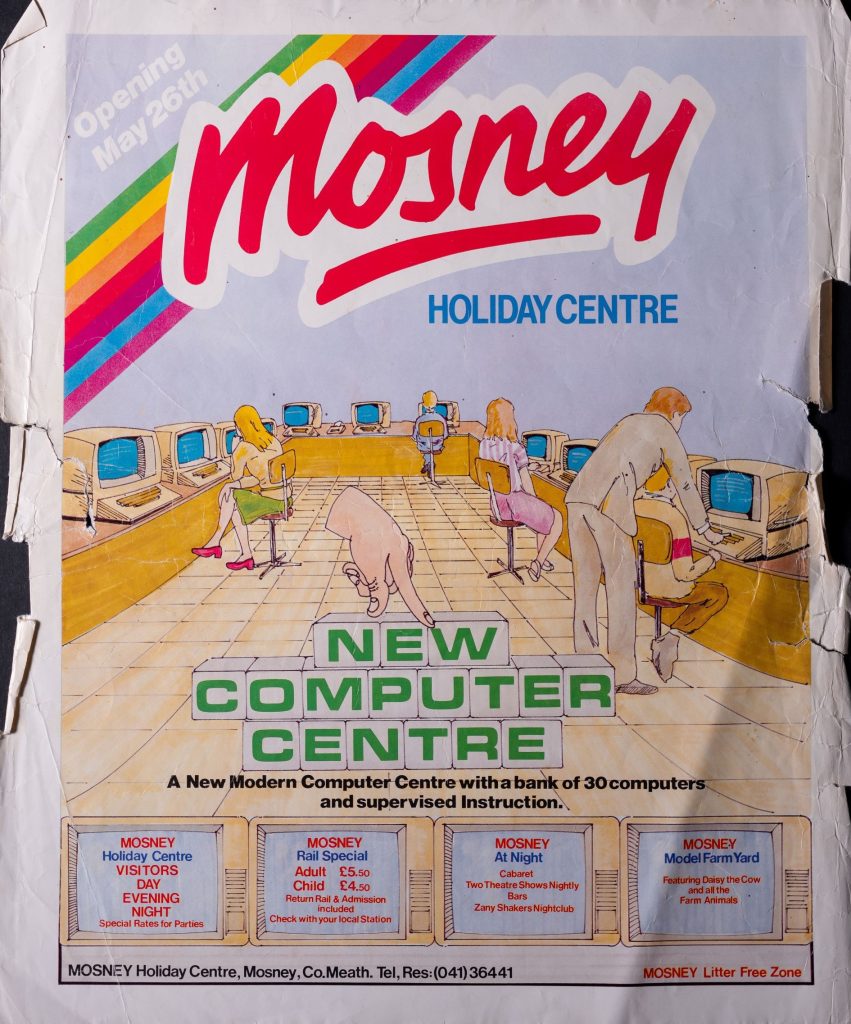 Opening
May 26th
Mosney
HOLIDAY CENTRE
NEW
COMPUTER
CENTRE
A New Modern Computer Centre with a bank of 30 computers
and supervised Instruction.
MOSNEY
Holiday Centre
VISITORS
DAY
EVENING
NIGHT
Special Rates for Parties
MOSNEY
Rail Special
Adult £5.50
Child £4.50
Return Rail & Admission
included
Check with your local Station
MOSNEY
At Night
Cabaret
Two Theatre Shows Nightly
Bars
Zany Shakers Nightclub
MOSNEY
Model Farm Yard
Featuring Daisy the Cow
and all the
Farm Animals
MOSNEY Holiday Centre, Mosney, Co. Meath. Tel, Res: (041) 36441
MOSNEY Litter Free Zone